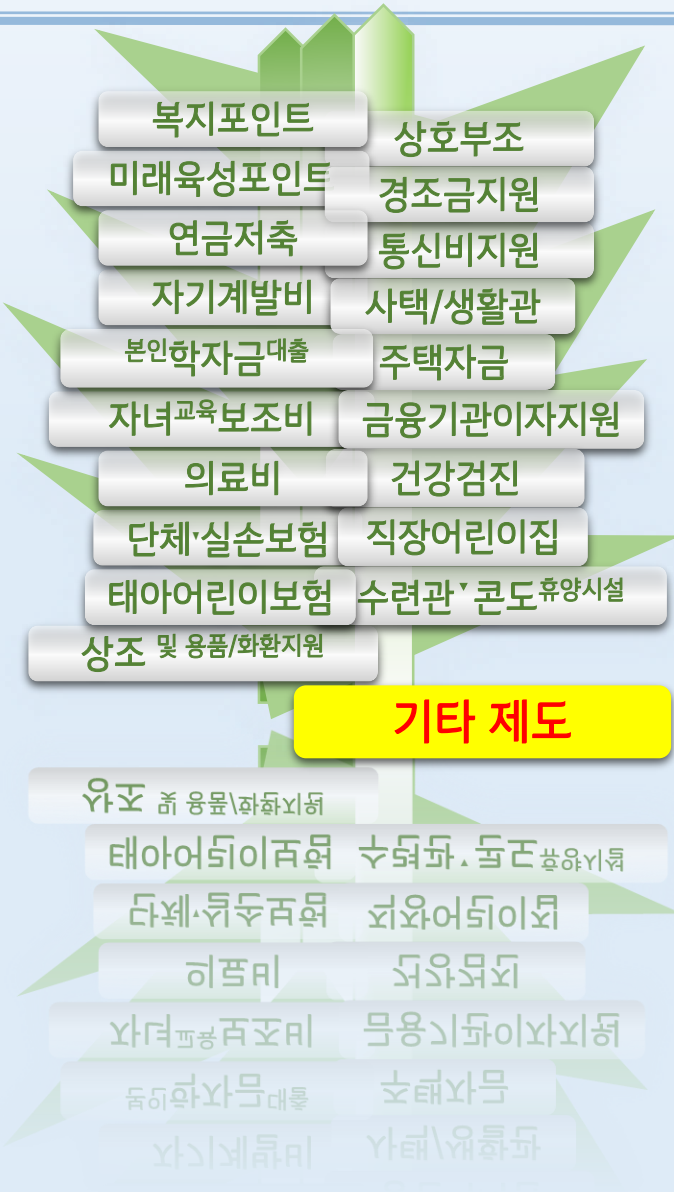 복지포인트
미래육성포인트
연금저축
자기계발비
본인학자금대출
자녀교육보조비
의료비
단체▾실손보험
태아어린이보험
상조 및 용품/화환지원
상호부조
경조금지원
통신비지원
사택/생활관
주택자금
금융기관이자지원
건강검진
직장어린이집
수련관▾콘도휴양시설
기타 제도